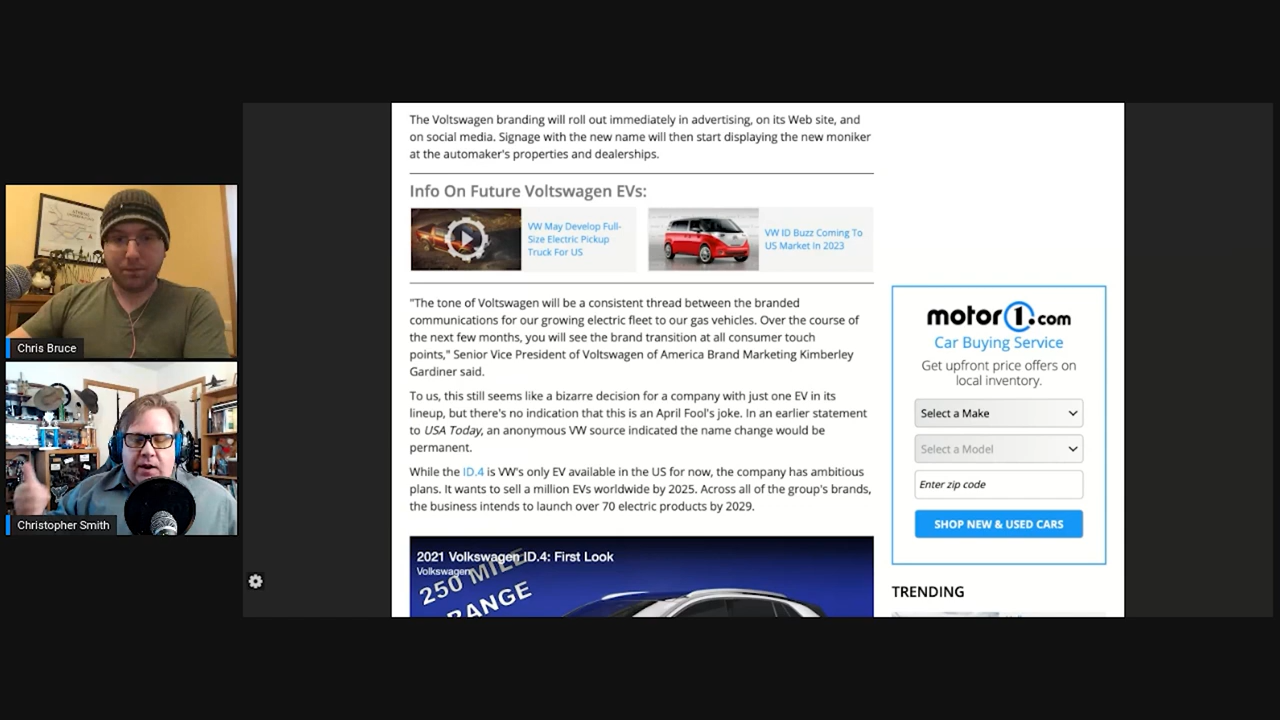 The Voltswagen branding will roll out immediately in advertising, on its Web site, and
on social media. Signage with the new name will then start displaying the new moniker
at the automaker's properties and dealerships.
Info On Future Voltswagen EVs:
VW May Develop Full-
Size Electric Pickup
Truck For US
VW ID Buzz Coming To
US Market In 2023
"The tone of Voltswagen will be a consistent thread between the branded
communications for our growing electric fleet to our gas vehicles. Over the course of
the next few months, you will see the brand transition at all consumer touch
points," Senior Vice President of Voltswagen of America Brand Marketing Kimberley
Gardiner said.
To us, this still seems like a bizarre decision for a company with just one EV in its
lineup, but there's no indication that this is an April Fool's joke. In an earlier statement
to USA Today, an anonymous VW source indicated the name change would be
permanent.
While the ID.4 is VW's only EV available in the US for now, the company has ambitious
plans. It wants to sell a million EVs worldwide by 2025. Across all of the group's brands,
the business intends to launch over 70 electric products by 2029.
2021 Volkswagen ID.4: First Look
Volkswagen
250 MILE
RANGE
motor1.com
Car Buying Service
Get upfront price offers on
local inventory.
Select a Make
Select a Model
Enter zip code
SHOP NEW & USED CARS
TRENDING
Chris Bruce
Christopher Smith